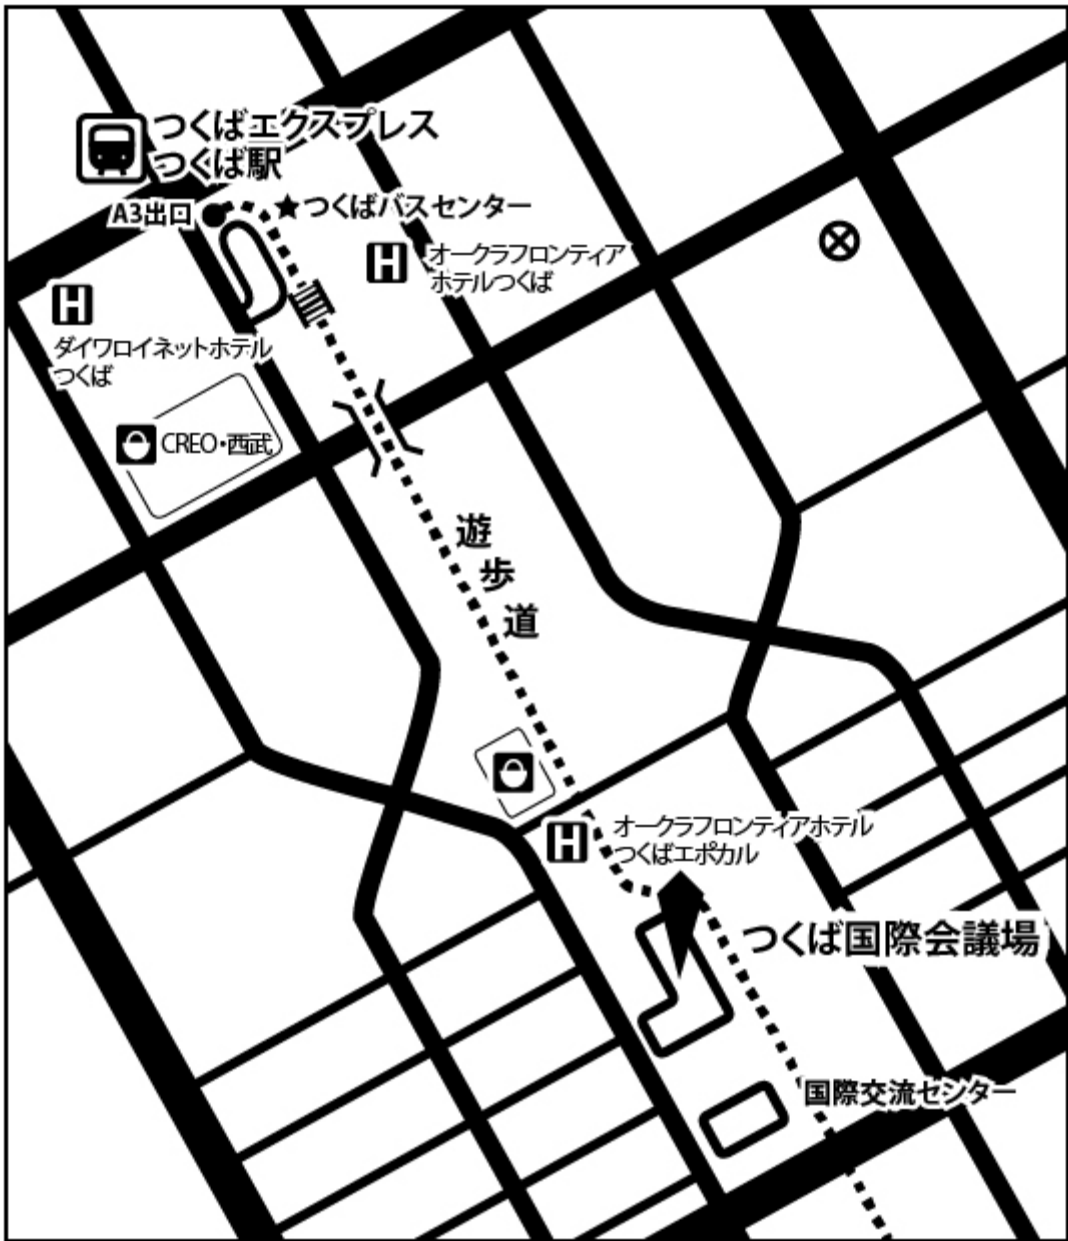 つくばエクスプレス
つくば駅
A3出口
つくばバスセンター
H
オークラフロンティア
ホテルつくば
H
ダイワロイネットホテル
つくば
CREO・西武
遊
歩
道
H
オークラフロンティアホテル
つくばエポカル
つくば国際会議場
国際交流センター